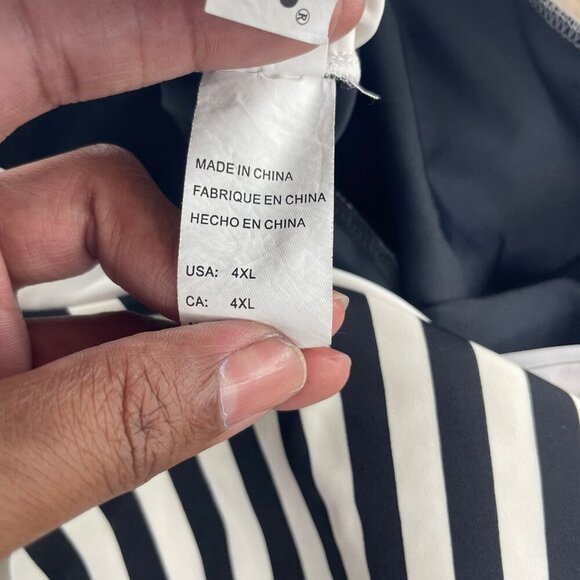 ®
MADE IN CHINA
FABRIQUE EN CHINA
HECHO EN CHINA
USA: 4XL
CA: 4XL